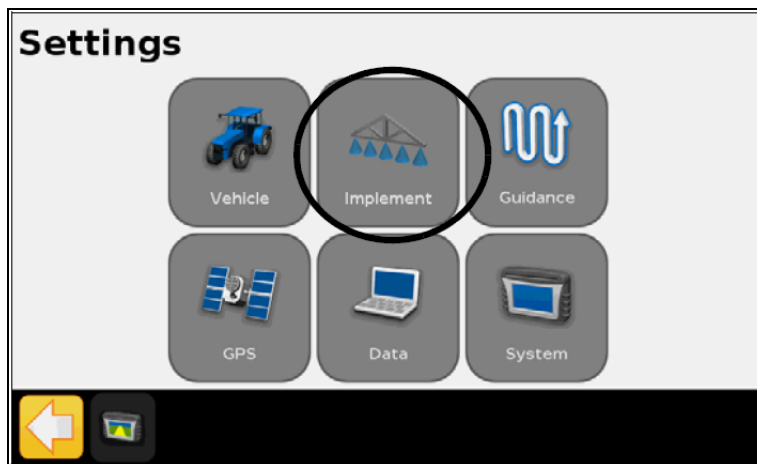 Settings
Vehicle
Implement
Guidance
GPS
Data
System